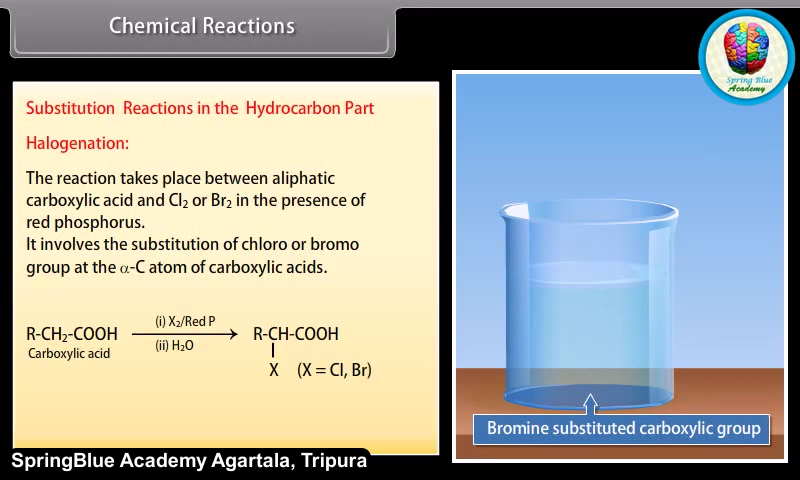 Chemical Reactions
Spring Blue
Academy
Substitution Reactions in the Hydrocarbon Part
Halogenation:
The reaction takes place between aliphatic
carboxylic acid and Cl₂ or Br₂ in the presence of
red phosphorus.
It involves the substitution of chloro or bromo
group at the α-C atom of carboxylic acids.
(i) X₂/Red P
R-CH₂-COOH R-CH-COOH
Carboxylic acid (ii) H₂O
X (X = Cl, Br)
Bromine substituted carboxylic group
SpringBlue Academy Agartala, Tripura